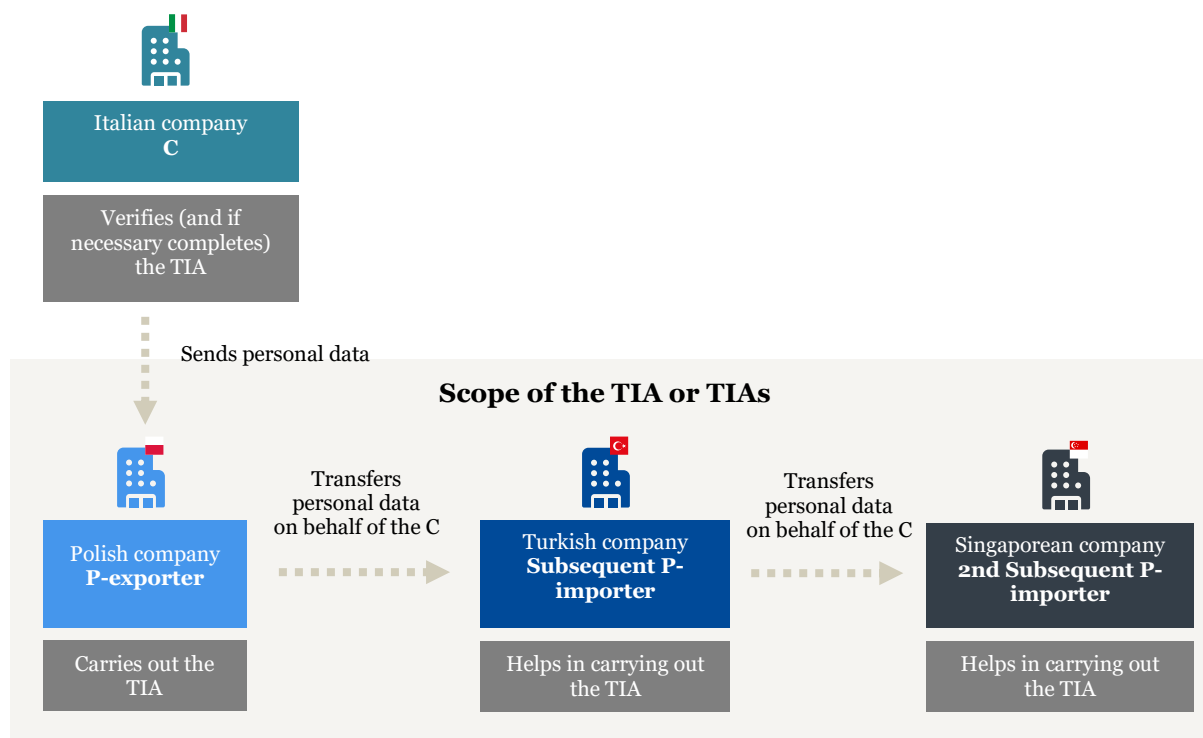 Italian company
C
Verifies (and if
necessary completes)
the TIA
Sends personal data
Scope of the TIA or TIAs
Transfers
personal data
on behalf of the C
Transfers
personal data
on behalf of the C
Polish company
P-exporter
Turkish company
Subsequent P-
importer
Singaporean company
2nd Subsequent P-
importer
Carries out the
TIA
Helps in carrying out
the TIA
Helps in carrying out
the TIA